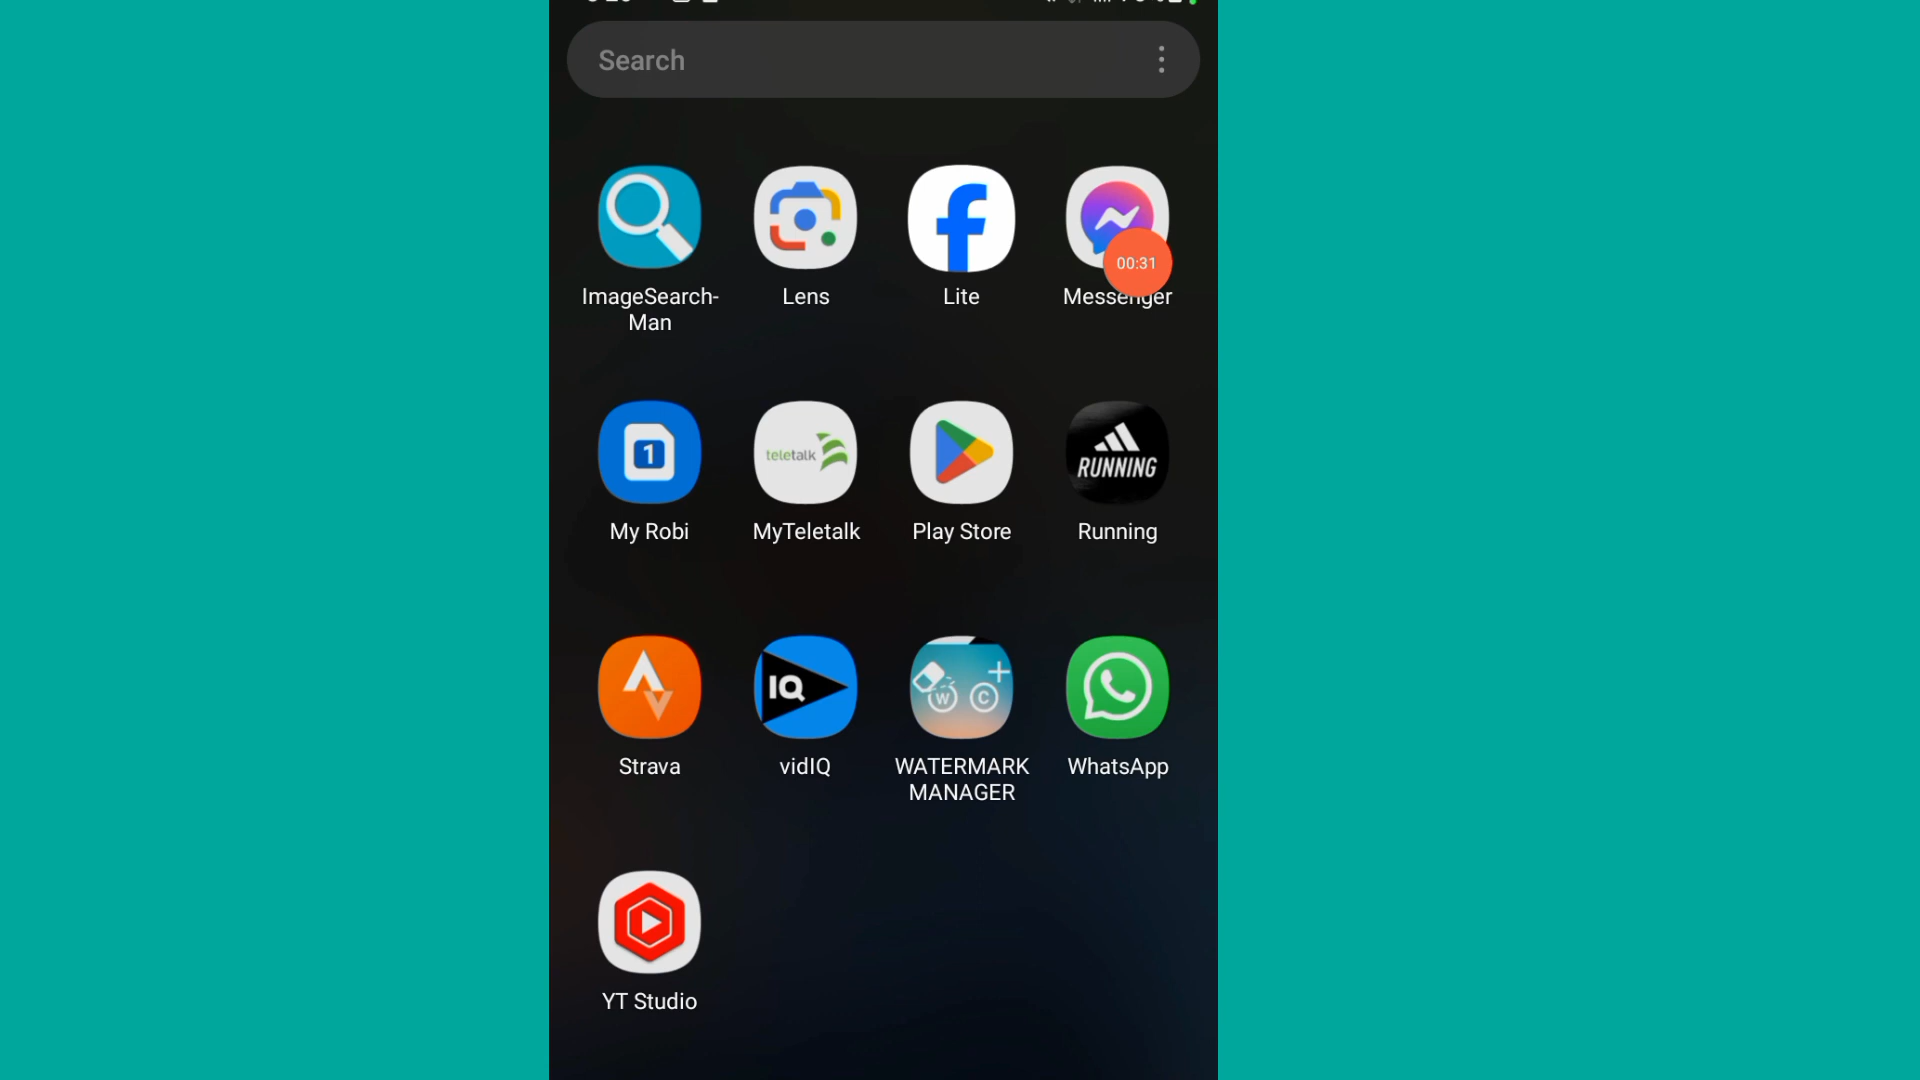 Search
ImageSearch-
Man
Lens
Lite
00:31
Messenger
1
teletalk
RUNNING
My Robi
MyTeletalk
Play Store
Running
IQ
W
C
Strava
vidIQ
WATERMARK
MANAGER
WhatsApp
YT Studio